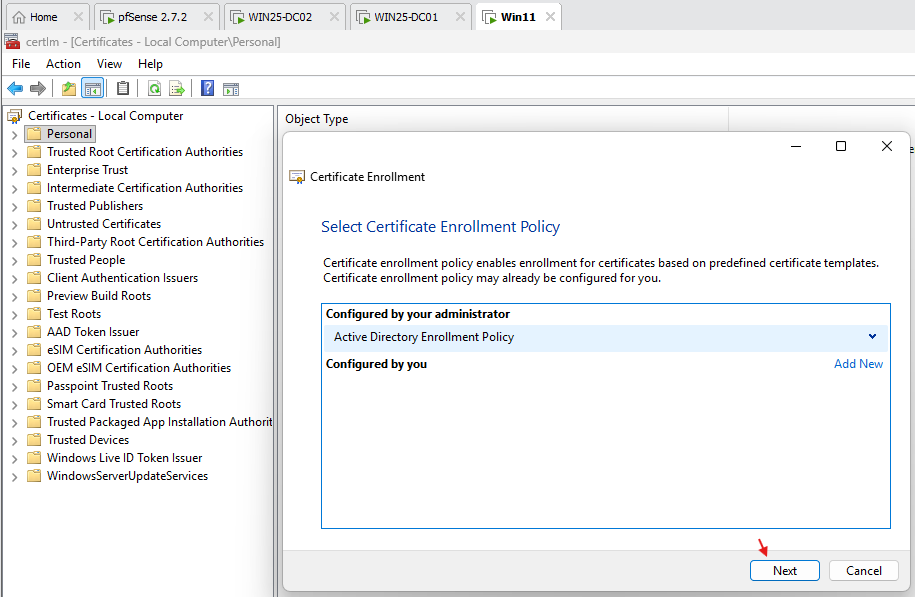 Home
pfSense 2.7.2
WIN25-DC02
WIN25-DC01
Win11
certlm - [Certificates - Local Computer\Personal]
File Action View Help
Certificates - Local Computer
Personal
Trusted Root Certification Authorities
Enterprise Trust
Intermediate Certification Authorities
Trusted Publishers
Untrusted Certificates
Third-Party Root Certification Authorities
Trusted People
Client Authentication Issuers
Preview Build Roots
Test Roots
AAD Token Issuer
eSIM Certification Authorities
OEM eSIM Certification Authorities
Passpoint Trusted Roots
Smart Card Trusted Roots
Trusted Packaged App Installation Authorit
Trusted Devices
Windows Live ID Token Issuer
WindowsServerUpdateServices
Object Type
Certificate Enrollment
Select Certificate Enrollment Policy
Certificate enrollment policy enables enrollment for certificates based on predefined certificate templates.
Certificate enrollment policy may already be configured for you.
Configured by your administrator
Active Directory Enrollment Policy
Configured by you Add New
Next Cancel